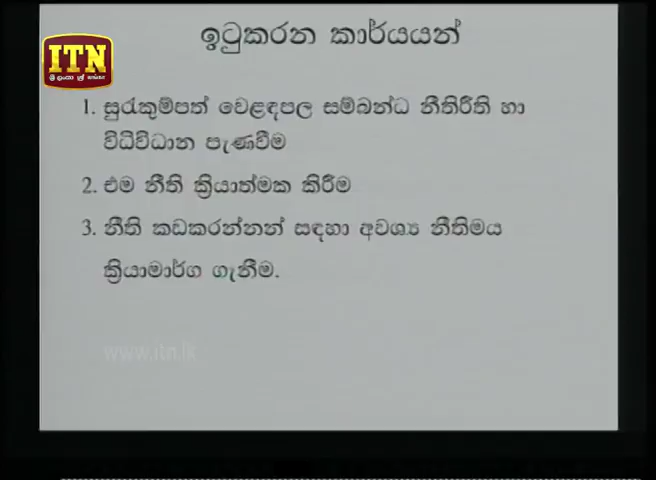 ඉටුකරන කාර්යයන්
ITN
ශ්‍රී ලංකා ශ්‍රේෂ්ඨයා
1. සුරැකුම්පත් වෙළඳපල සම්බන්ධ නීතිරීති හා
විධිවිධාන පැණවීම
2. එම නීති ක්‍රියාත්මක කිරීම
3. නීති කඩකරන්නන් සඳහා අවශ්‍ය නීතිමය
ක්‍රියාමාර්ග ගැනීම.
www.itn.lk